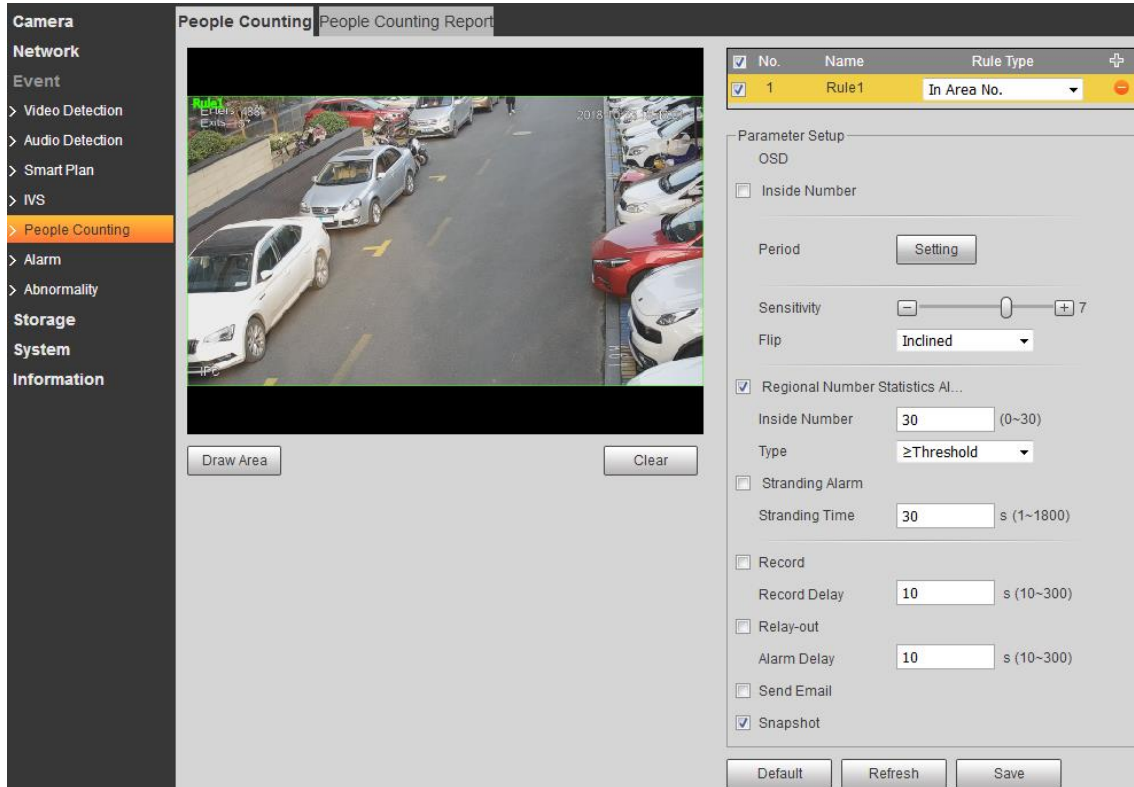 Camera
Network
Event
> Video Detection
> Audio Detection
> Smart Plan
> IVS
> People Counting
> Alarm
> Abnormality
Storage
System
Information
People Counting
People Counting Report
Rule1
Enters
Exits
2018
IPC
Draw Area
Clear
No. Name Rule Type
1 Rule1 In Area No.
Parameter Setup
OSD
Inside Number
Period Setting
Sensitivity 7
Flip Inclined
Regional Number Statistics Al...
Inside Number 30 (0~30)
Type ≥Threshold
Stranding Alarm
Stranding Time 30 s (1~1800)
Record
Record Delay 10 s (10~300)
Relay-out
Alarm Delay 10 s (10~300)
Send Email
Snapshot
Default Refresh Save